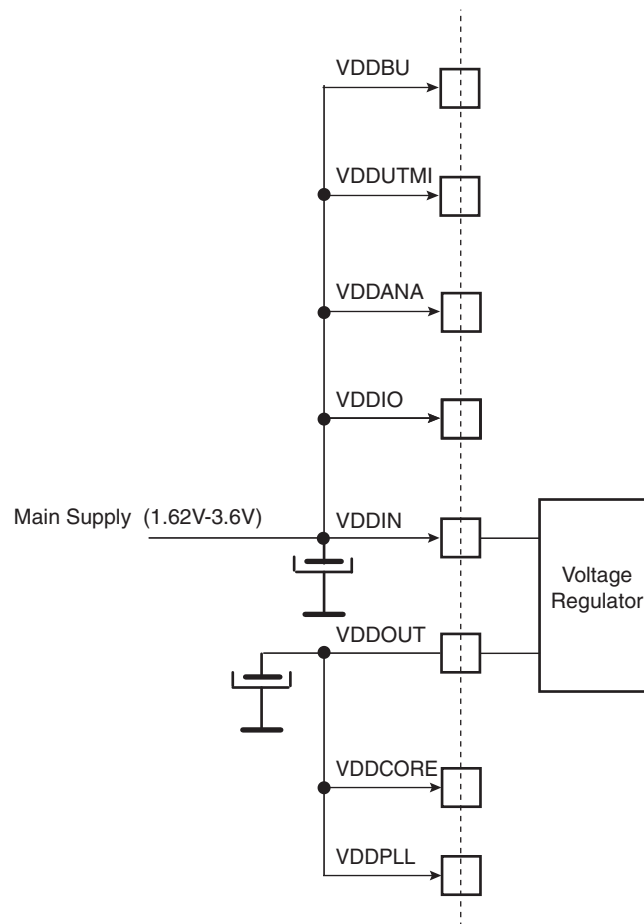 VDDBU
VDDUTMI
VDDANA
VDDIO
Main Supply (1.62V-3.6V)
VDDIN
Voltage
Regulator
VDDOUT
VDDCORE
VDDPLL